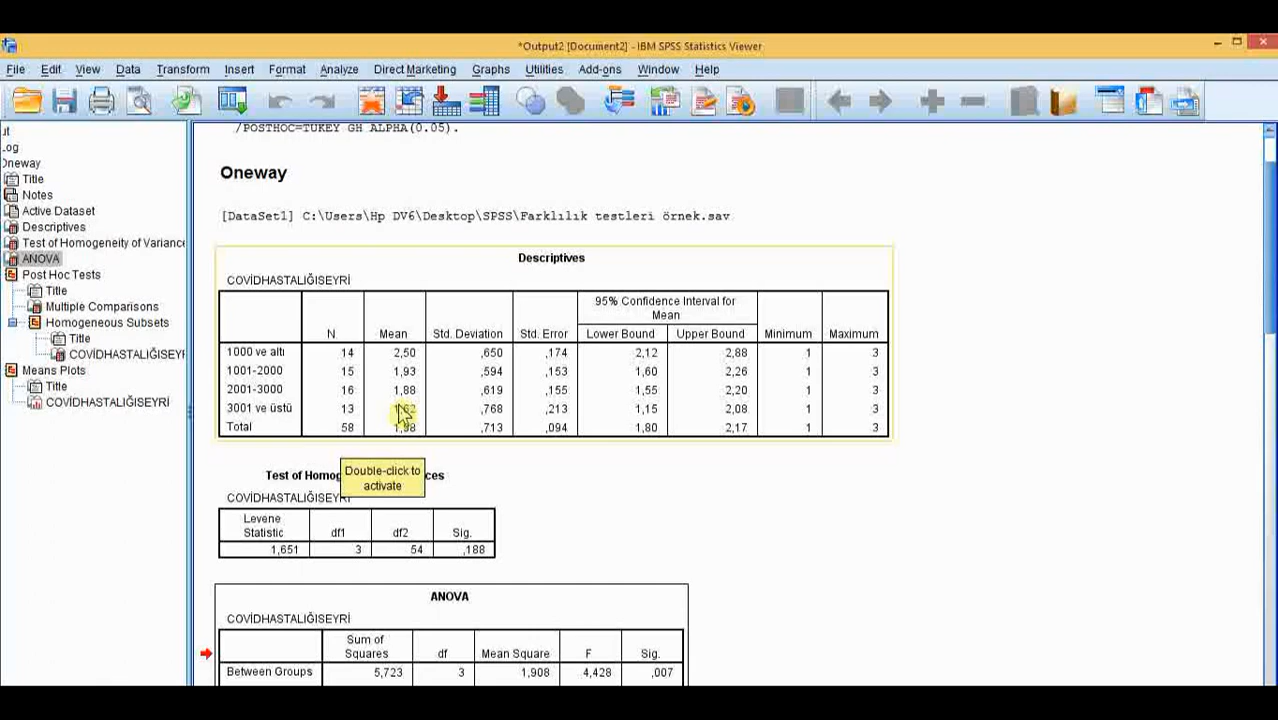 *Output2 [Document2] - IBM SPSS Statistics Viewer
File Edit View Data Transform Insert Format Analyze Direct Marketing Graphs Utilities Add-ons Window Help
ut
Log
Oneway
Title
Notes
Active Dataset
Descriptives
Test of Homogeneity of Variance
ANOVA
Post Hoc Tests
Title
Multiple Comparisons
Homogeneous Subsets
Title
COVİDHASTALIĞISEYR
Means Plots
Title
COVİDHASTALIĞISEYRİ
/POSTHOC=TUKEY GH ALPHA(0.05).
Oneway
[DataSet1] C:\Users\Hp DV6\Desktop\SPSS\Farklılık testleri örnek.sav
Descriptives
COVİDHASTALIĞISEYRİ
95% Confidence Interval for
Mean
N Mean Std. Deviation Std. Error Lower Bound Upper Bound Minimum Maximum
1000 ve altı 14 2,50 ,650 ,174 2,12 2,88 1 3
1001-2000 15 1,93 ,594 ,153 1,60 2,26 1 3
2001-3000 16 1,88 ,619 ,155 1,55 2,20 1 3
3001 ve üstü 13 ,768 ,213 1,15 2,08 1 3
Total 58 1,98 ,713 ,094 1,80 2,17 1 3
Test of Homog ces
Double-click to
activate
COVİDHASTALIĞISEYRİ
Levene
Statistic df1 df2 Sig.
1,651 3 54 ,188
ANOVA
COVİDHASTALIĞISEYRİ
Sum of
Squares df Mean Square F Sig.
Between Groups 5,723 3 1,908 4,428 ,007